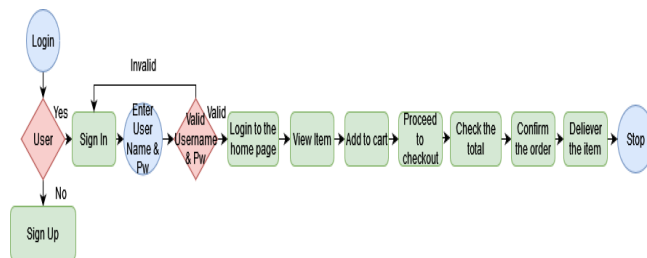 Login
Invalid
Yes
User
Sign In
Enter
User
Name &
Pw
Valid
Username
& Pw
Valid
Login to the
home page
View Item
Add to cart
Proceed
to
checkout
Check the
total
Confirm
the order
Deliever
the item
Stop
No
Sign Up